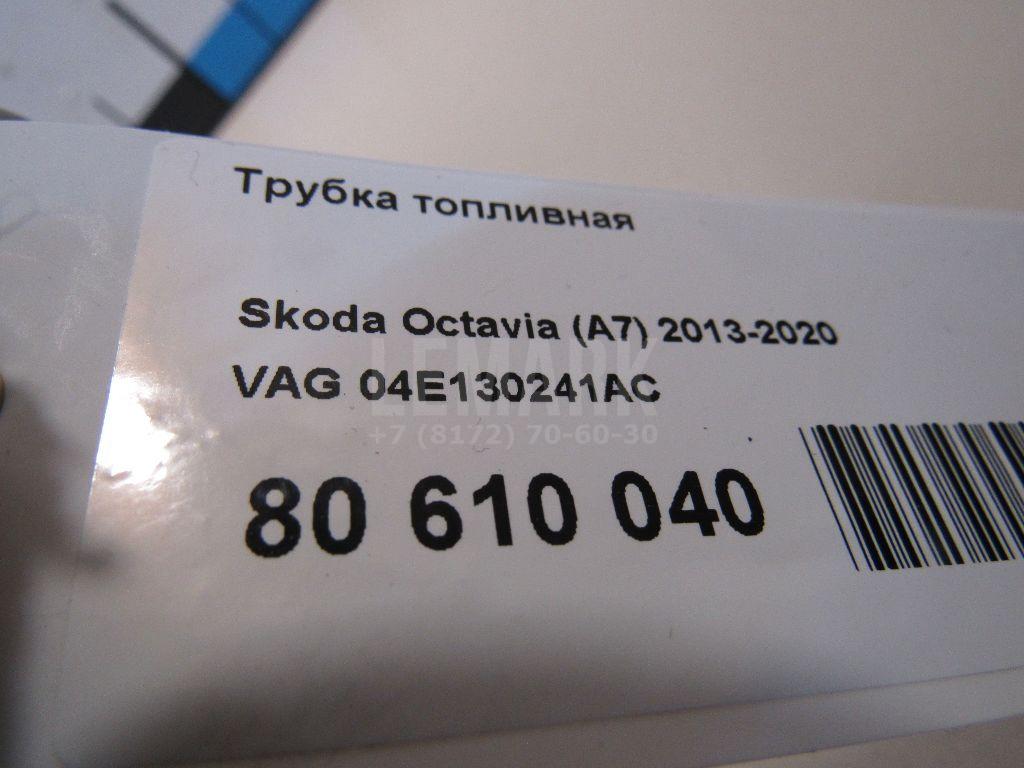 Трубка топливная
Skoda Octavia (A7) 2013-2020
VAG 04E130241AC
LEMARK
+7 (8172) 70-60-30
80 610 040